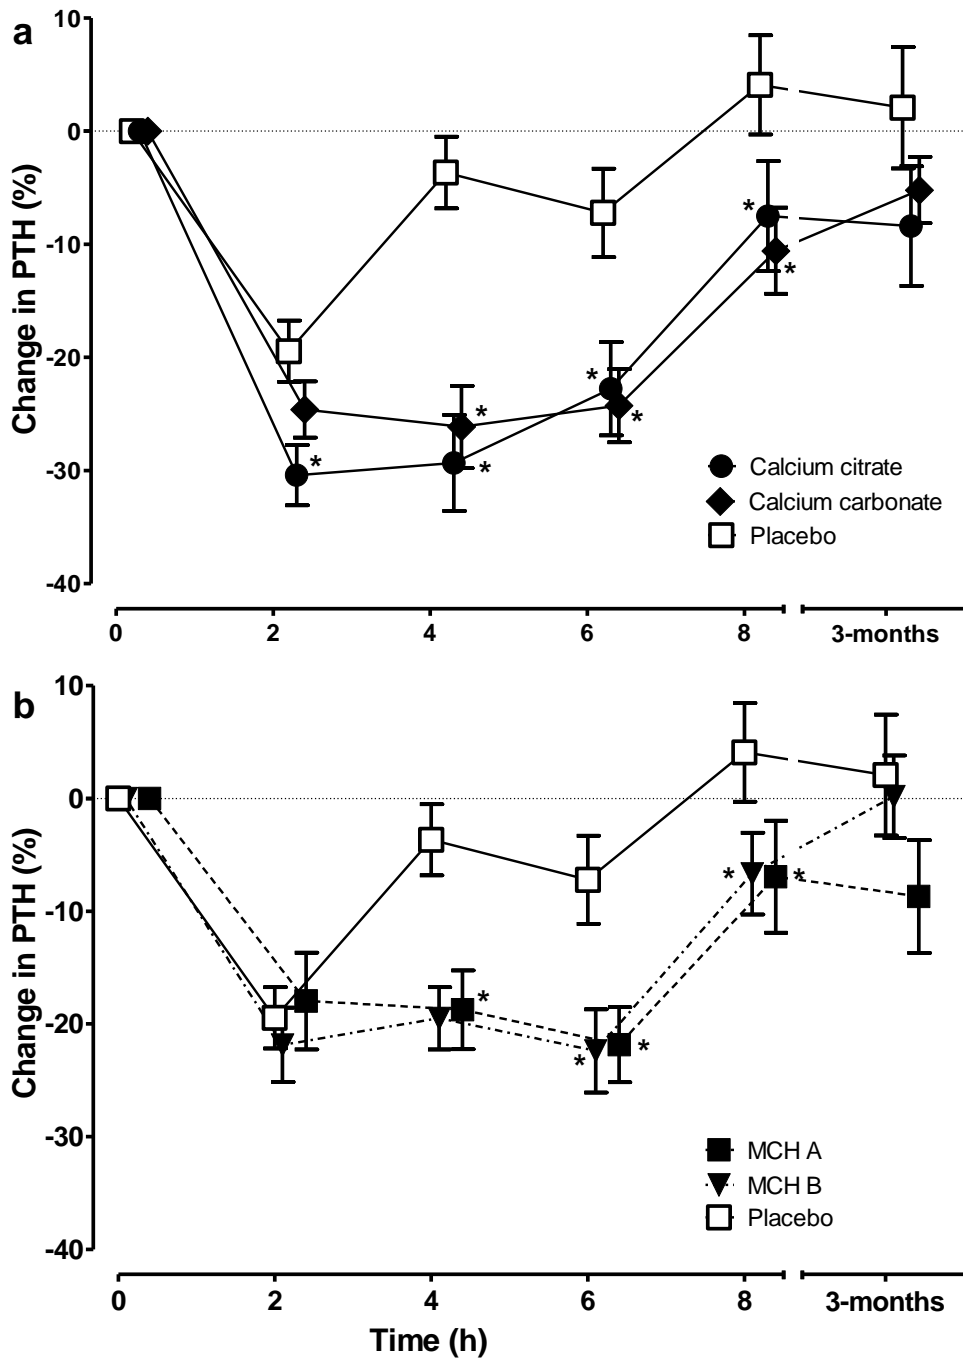 a
Change in PTH (%)
10
0
-10
-20
-30
-40
*
*
*
*
*
*
*
Calcium citrate
Calcium carbonate
Placebo
0
2
4
6
8
3-months
b
Change in PTH (%)
10
0
-10
-20
-30
-40
*
*
*
*
*
MCH A
MCH B
Placebo
0
2
4
6
8
3-months
Time (h)